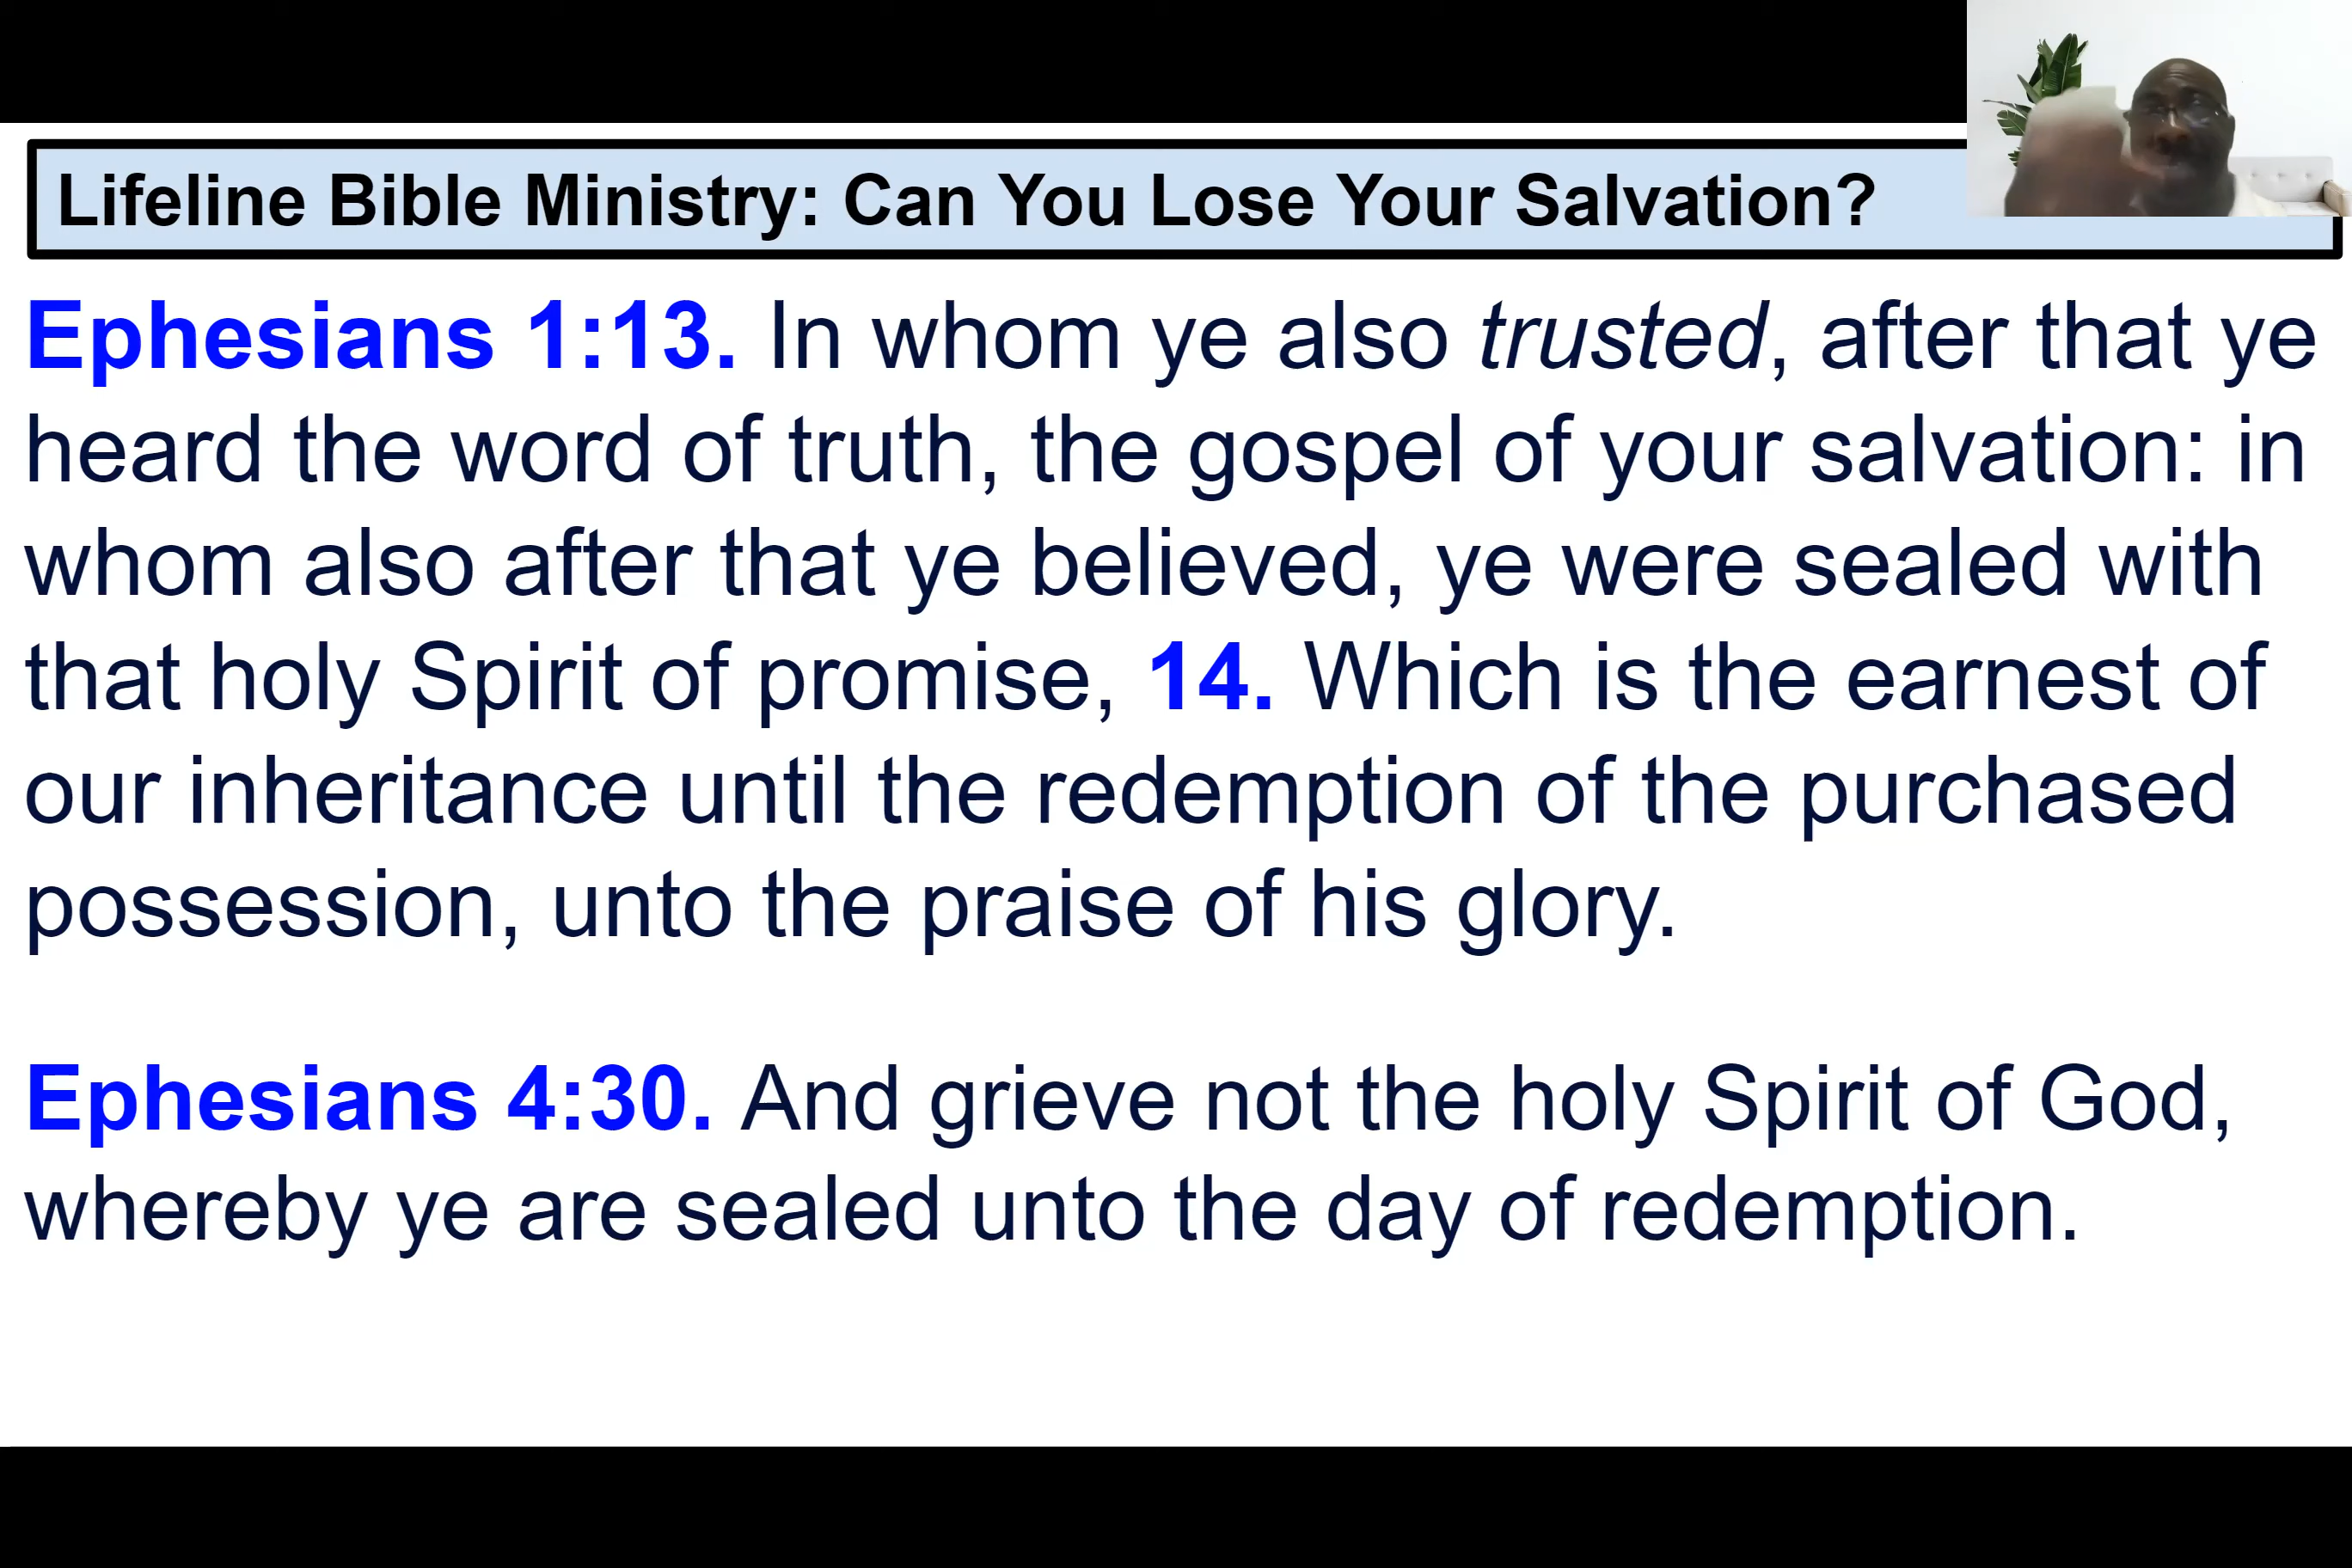 Lifeline Bible Ministry: Can You Lose Your Salvation?
Ephesians 1:13. In whom ye also trusted, after that ye
heard the word of truth, the gospel of your salvation: in
whom also after that ye believed, ye were sealed with
that holy Spirit of promise, 14. Which is the earnest of
our inheritance until the redemption of the purchased
possession, unto the praise of his glory.
Ephesians 4:30. And grieve not the holy Spirit of God,
whereby ye are sealed unto the day of redemption.